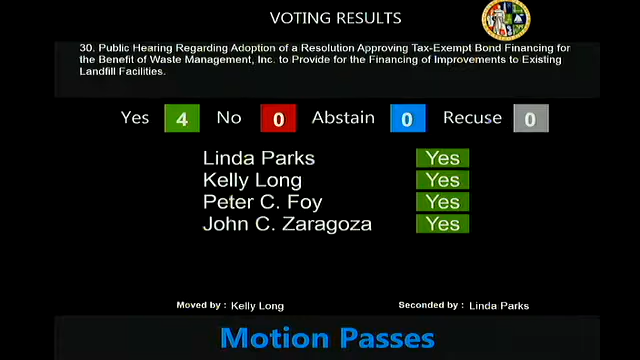 VOTING RESULTS
30. Public Hearing Regarding Adoption of a Resolution Approving Tax-Exempt Bond Financing for
the Benefit of Waste Management, Inc. to Provide for the Financing of Improvements to Existing
Landfill Facilities.
Yes 4 No 0 Abstain 0 Recuse 0
Linda Parks Yes
Kelly Long Yes
Peter C. Foy Yes
John C. Zaragoza Yes
Moved by : Kelly Long Seconded by : Linda Parks
Motion Passes